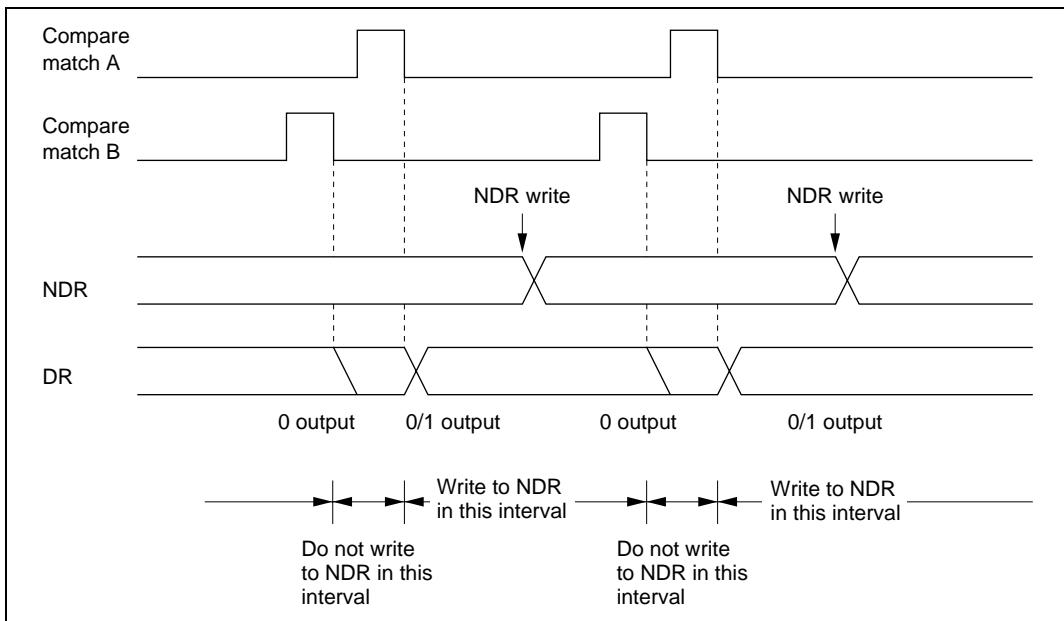 Compare
match A
Compare
match B
NDR write
NDR write
NDR
DR
0 output
0/1 output
0 output
0/1 output
Write to NDR
in this interval
Write to NDR
in this interval
Do not write
to NDR in this
interval
Do not write
to NDR in this
interval